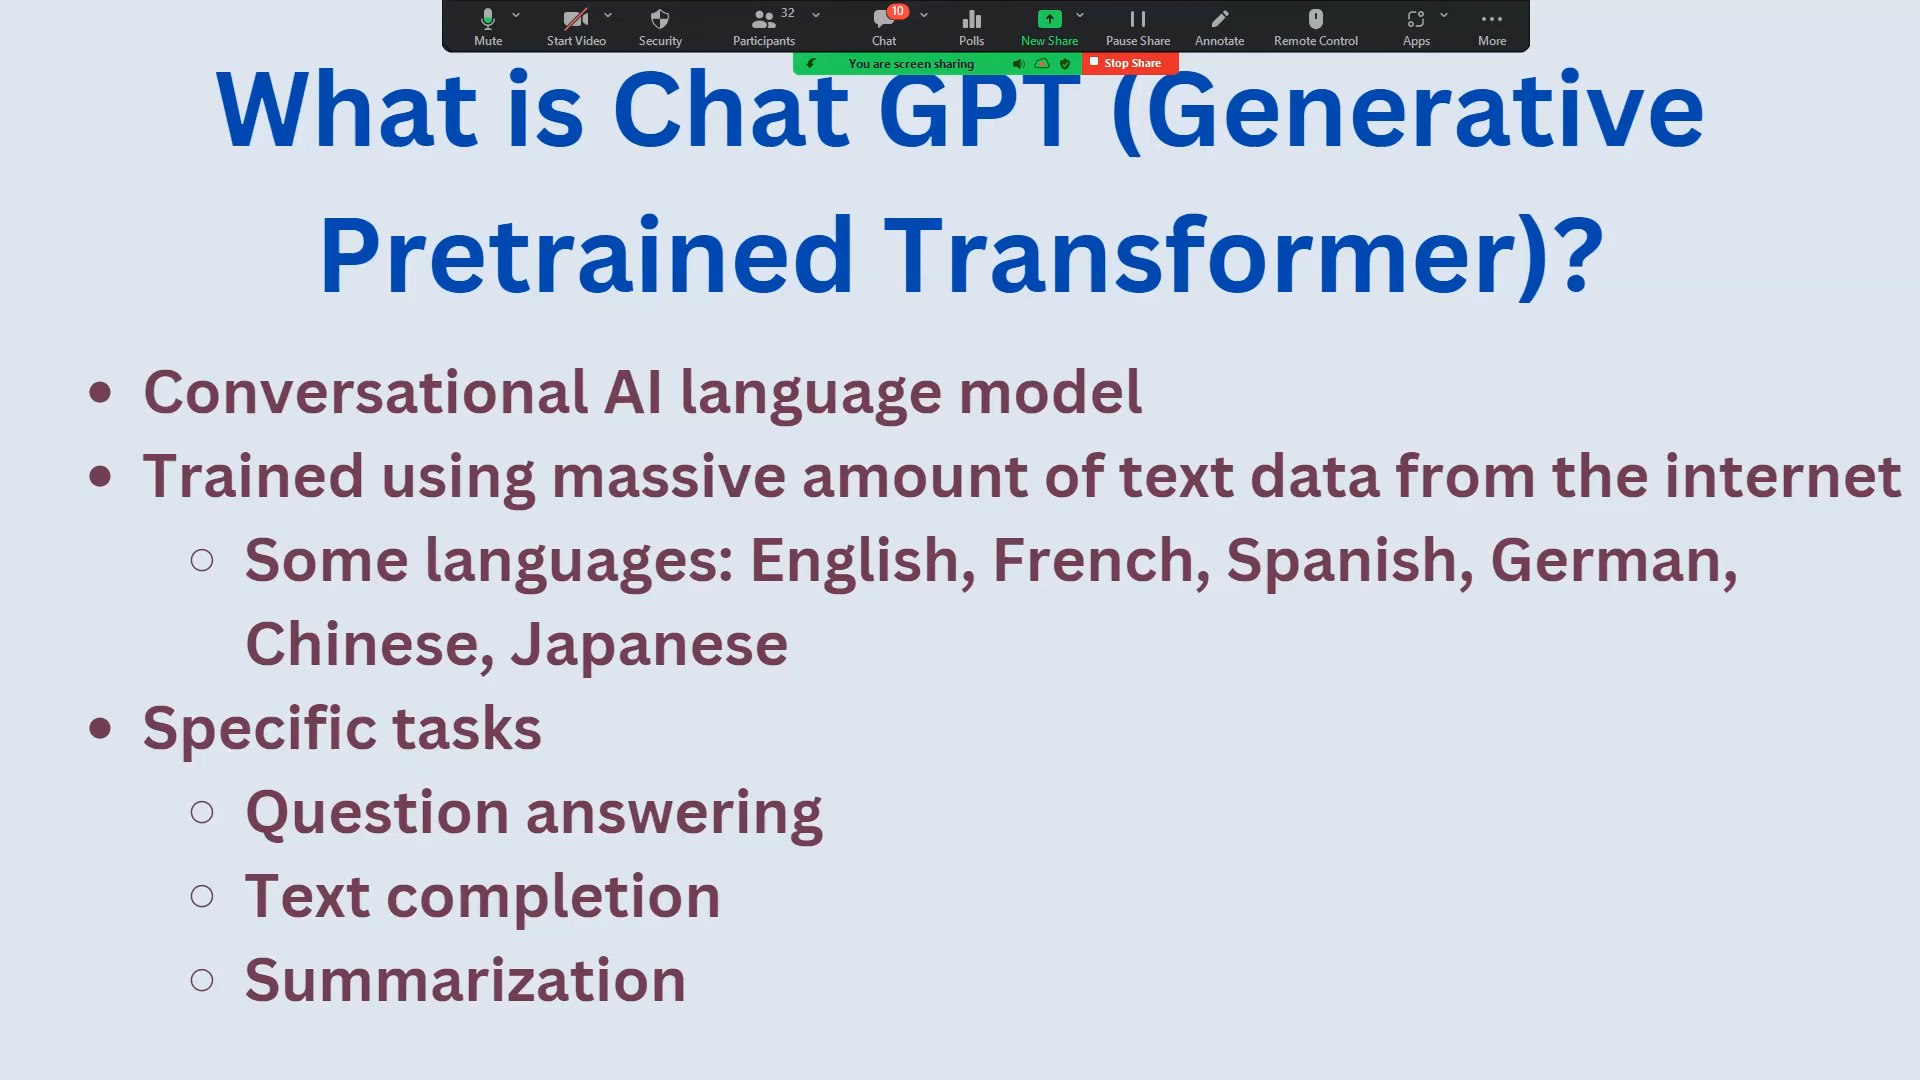 32
10
Mute
Start Video
Security
Participants
Chat
Polls
New Share
Pause Share
Annotate
Remote Control
Apps
More
You are screen sharing
Stop Share
What is Chat GPT (Generative
Pretrained Transformer)?
• Conversational AI language model
• Trained using massive amount of text data from the internet
○ Some languages: English, French, Spanish, German,
Chinese, Japanese
• Specific tasks
○ Question answering
○ Text completion
○ Summarization